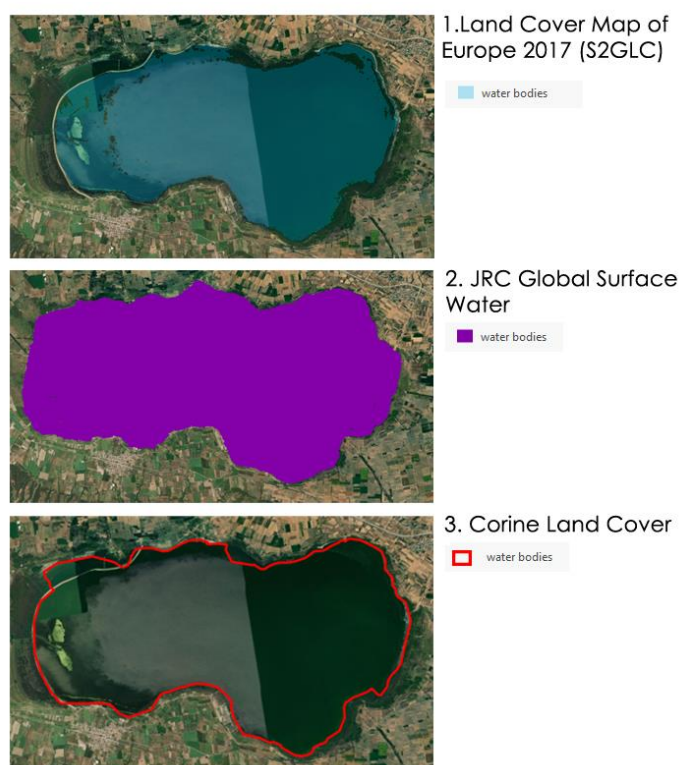 1.Land Cover Map of
Europe 2017 (S2GLC)
water bodies
2. JRC Global Surface
Water
water bodies
3. Corine Land Cover
water bodies